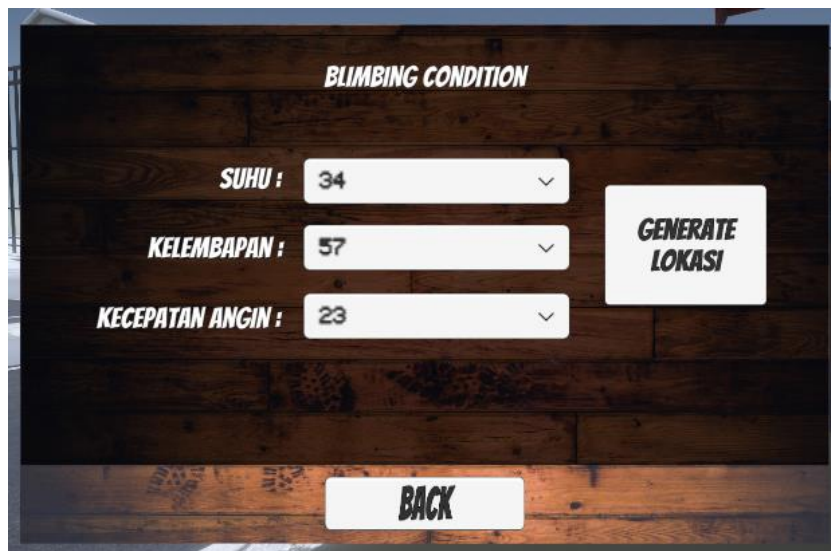 BLIMBING CONDITION
SUHU : 34
KELEMBAPAN : 57
KECEPATAN ANGIN : 23
GENERATE
LOKASI
BACK